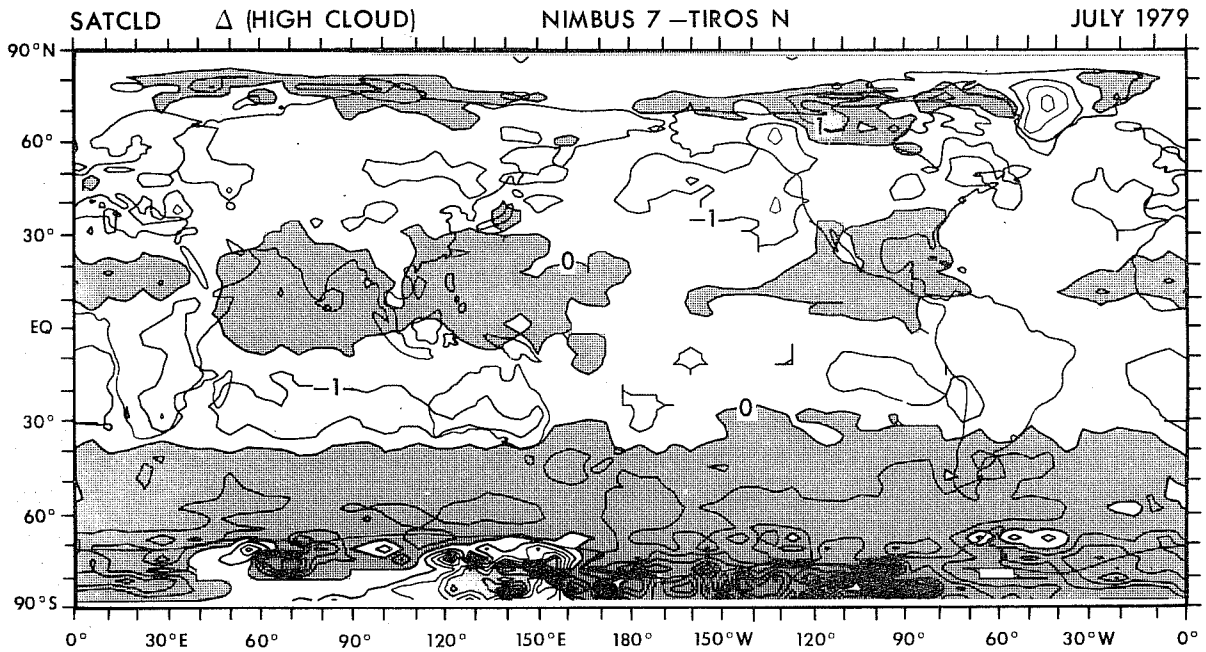 SATCLD Δ (HIGH CLOUD) NIMBUS 7 —TIROS N JULY 1979
90°N
60°
30°
EQ
30°
60°
90°S
1
—1
0
—1
0
0° 30°E 60° 90° 120° 150°E 180° 150°W 120° 90° 60° 30°W 0°